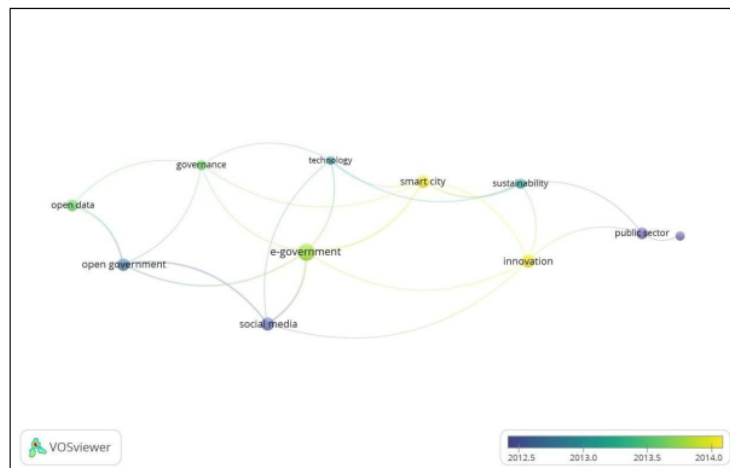 technology
governance
smart city
sustainability
open data
public sector
e-government
open government
innovation
social media
VOSviewer
2012.5 2013.0 2013.5 2014.0